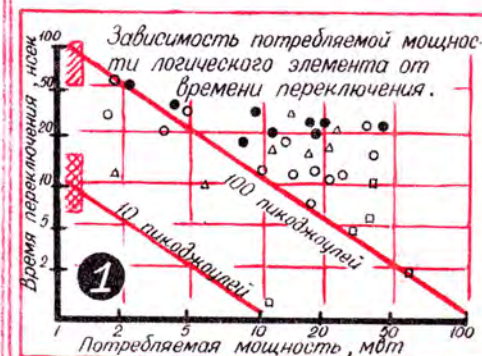 Зависимость потребляемой мощнос-
ти логического элемента от
времени переключения.
Время переключения нсек
100
50
20
10
5
2
100 пикоджоулей
10 пикоджоулей
1
1 2 5 10 20 50 100
Потребляемая мощность, мвт